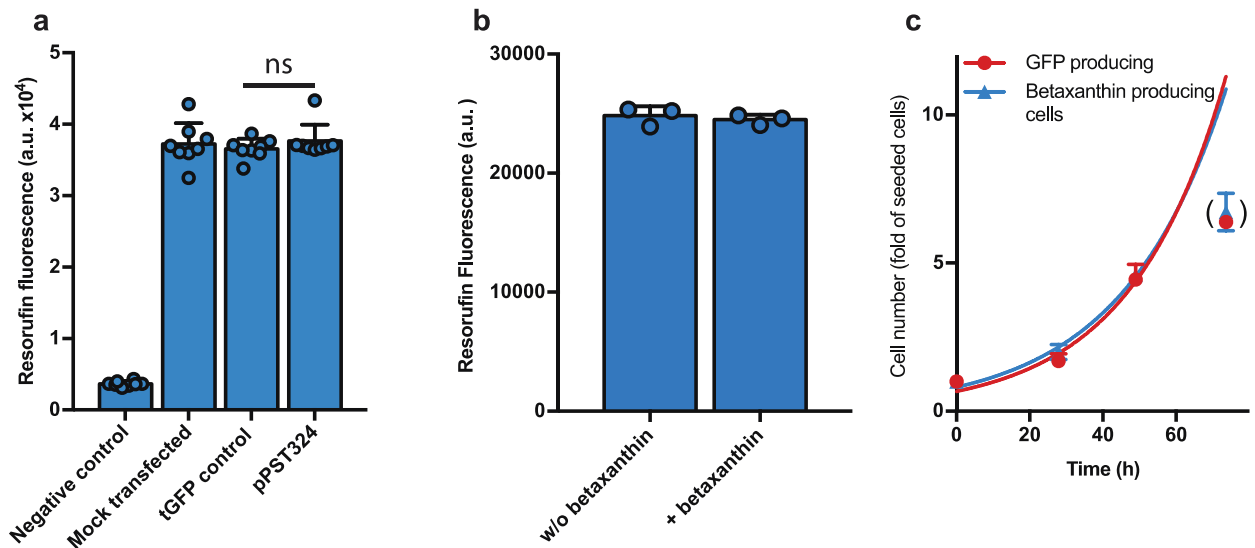 a
Resorufin fluorescence (a.u. x10⁴)
5
4
3
2
1
0
ns
Negative control
Mock transfected
tGFP control
pPST324
b
Resorufin Fluorescence (a.u. )
30000
20000
10000
0
w/o betaxanthin
+ betaxanthin
c
Cell number (fold of seeded cells)
10
5
0
GFP producing
Betaxanthin producing
cells
( )
0
20
40
60
Time (h)